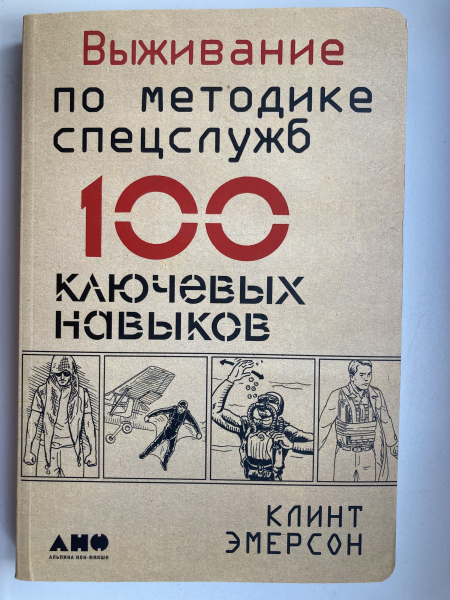 Выживание
по методике
спецслужб
100
ключевых
навыков
Клинт
Эмерсон
АНФ
АЛЬПИНА НОН-ФИКШН